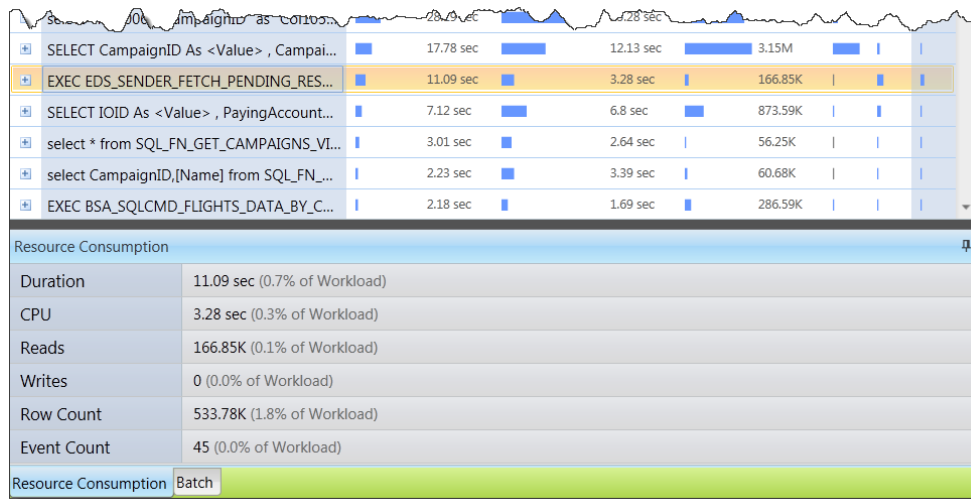 SELECT CampaignID As <Value> , Campai... 17.78 sec 12.13 sec 3.15M
EXEC EDS_SENDER_FETCH_PENDING_RES... 11.09 sec 3.28 sec 166.85K
SELECT IOID As <Value> , PayingAccount... 7.12 sec 6.8 sec 873.59K
select * from SQL_FN_GET_CAMPAIGNS_VI... 3.01 sec 2.64 sec 56.25K
select CampaignID,[Name] from SQL_FN_... 2.23 sec 3.39 sec 60.68K
EXEC BSA_SQLCMD_FLIGHTS_DATA_BY_C... 2.18 sec 1.69 sec 286.59K
Resource Consumption
Duration 11.09 sec (0.7% of Workload)
CPU 3.28 sec (0.3% of Workload)
Reads 166.85K (0.1% of Workload)
Writes 0 (0.0% of Workload)
Row Count 533.78K (1.8% of Workload)
Event Count 45 (0.0% of Workload)
Resource Consumption Batch